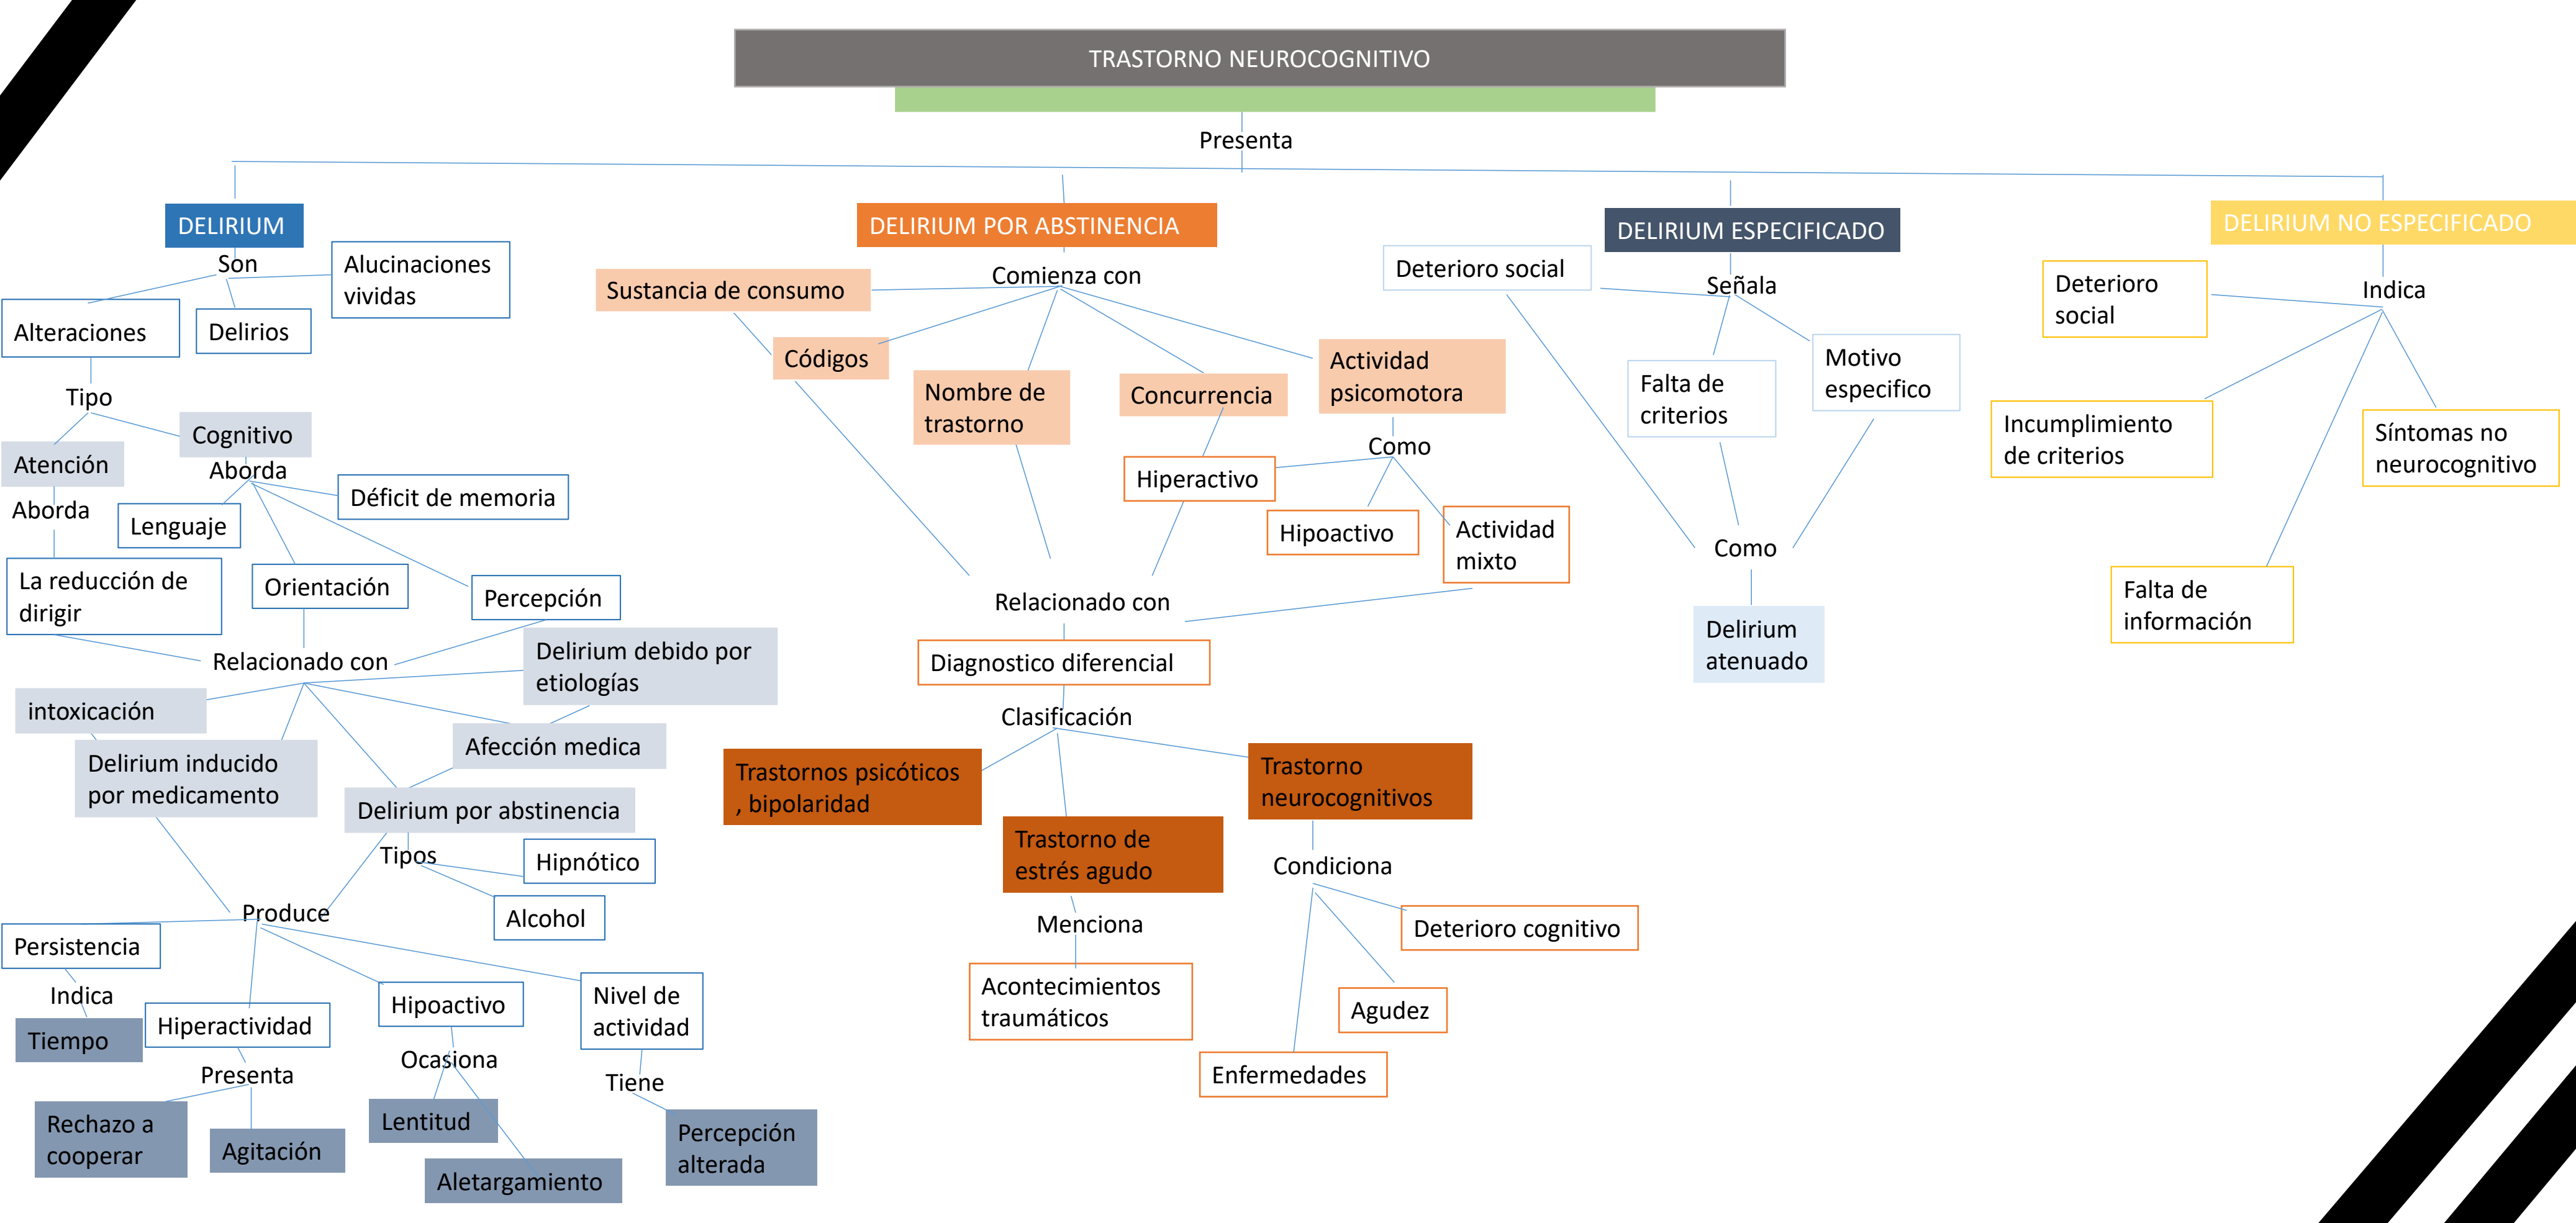 TRASTORNO NEUROCOGNITIVO
Presenta
DELIRIUM
Son
Alucinaciones
vividas
Alteraciones
Delirios
Tipo
Cognitivo
Atención
Aborda
Aborda
Déficit de memoria
Lenguaje
La reducción de
dirigir
Orientación
Percepción
Relacionado con
Delirium debido por
etiologías
intoxicación
Afección medica
Delirium inducido
por medicamento
Delirium por abstinencia
Tipos
Hipnótico
Alcohol
Produce
Persistencia
Indica
Tiempo
Hiperactividad
Presenta
Rechazo a
cooperar
Agitación
Hipoactivo
Ocasiona
Lentitud
Aletargamiento
Nivel de
actividad
Tiene
Percepción
alterada
DELIRIUM POR ABSTINENCIA
Comienza con
Sustancia de consumo
Códigos
Nombre de
trastorno
Concurrencia
Actividad
psicomotora
Como
Hiperactivo
Hipoactivo
Actividad
mixto
Relacionado con
Diagnostico diferencial
Clasificación
Trastornos psicóticos
, bipolaridad
Trastorno de
estrés agudo
Menciona
Acontecimientos
traumáticos
Trastorno
neurocognitivos
Condiciona
Deterioro cognitivo
Agudez
Enfermedades
DELIRIUM ESPECIFICADO
Señala
Deterioro social
Falta de
criterios
Motivo
especifico
Como
Delirium
atenuado
DELIRIUM NO ESPECIFICADO
Indica
Deterioro
social
Incumplimiento
de criterios
Síntomas no
neurocognitivo
Falta de
información